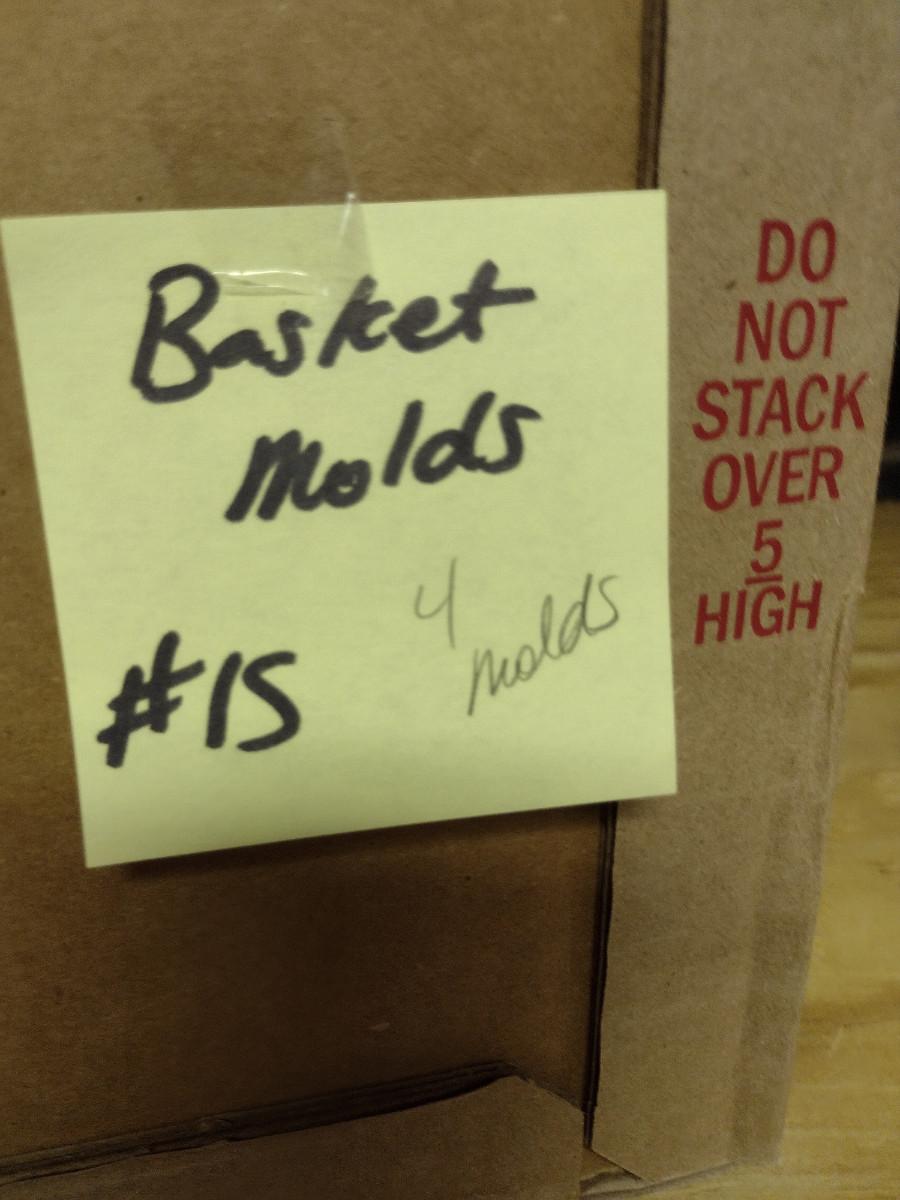 Basket
Molds
#15
4
Molds
DO
NOT
STACK
OVER
5
HIGH